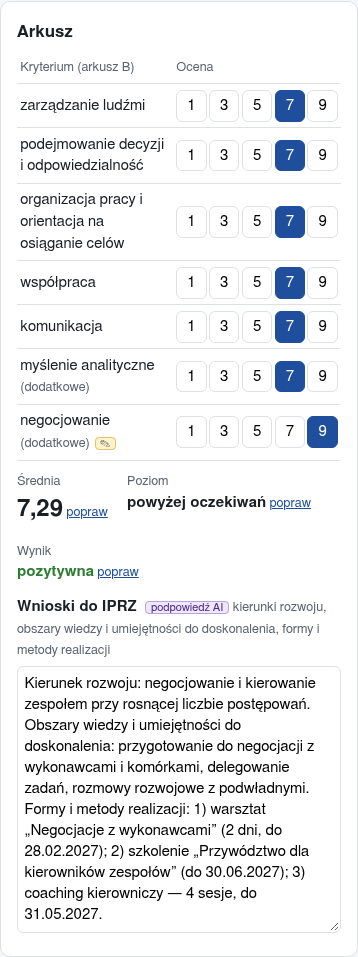 Arkusz
Kryterium (arkusz B) Ocena
zarządzanie ludźmi 1 3 5 7 9
podejmowanie decyzji
i odpowiedzialność 1 3 5 7 9
organizacja pracy i
orientacja na
osiąganie celów 1 3 5 7 9
współpraca 1 3 5 7 9
komunikacja 1 3 5 7 9
myślenie analityczne
(dodatkowe) 1 3 5 7 9
negocjowanie
(dodatkowe) 1 3 5 7 9
Średnia Poziom
7,29 popraw powyżej oczekiwań popraw
Wynik
pozytywna popraw
Wnioski do IPRZ podpowiedź AI kierunki rozwoju,
obszary wiedzy i umiejętności do doskonalenia, formy i
metody realizacji
Kierunek rozwoju: negocjowanie i kierowanie
zespołem przy rosnącej liczbie postępowań.
Obszary wiedzy i umiejętności do
doskonalenia: przygotowanie do negocjacji z
wykonawcami i komórkami, delegowanie
zadań, rozmowy rozwojowe z podwładnymi.
Formy i metody realizacji: 1) warsztat
„Negocjacje z wykonawcami” (2 dni, do
28.02.2027); 2) szkolenie „Przywództwo dla
kierowników zespołów” (do 30.06.2027); 3)
coaching kierowniczy — 4 sesje, do
31.05.2027.